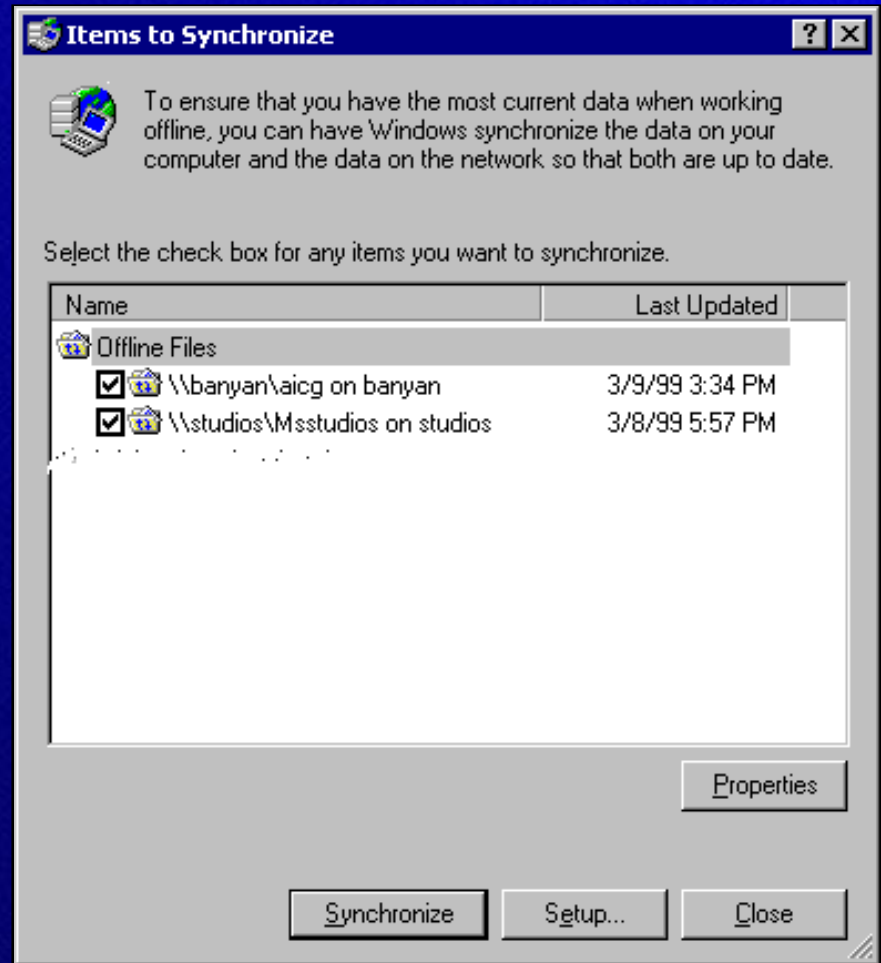 Items to Synchronize
To ensure that you have the most current data when working
offline, you can have Windows synchronize the data on your
computer and the data on the network so that both are up to date.
Select the check box for any items you want to synchronize.
Name Last Updated
Offline Files
\\banyan\aicg on banyan 3/9/99 3:34 PM
\\studios\Msstudios on studios 3/8/99 5:57 PM
Properties
Synchronize Setup... Close